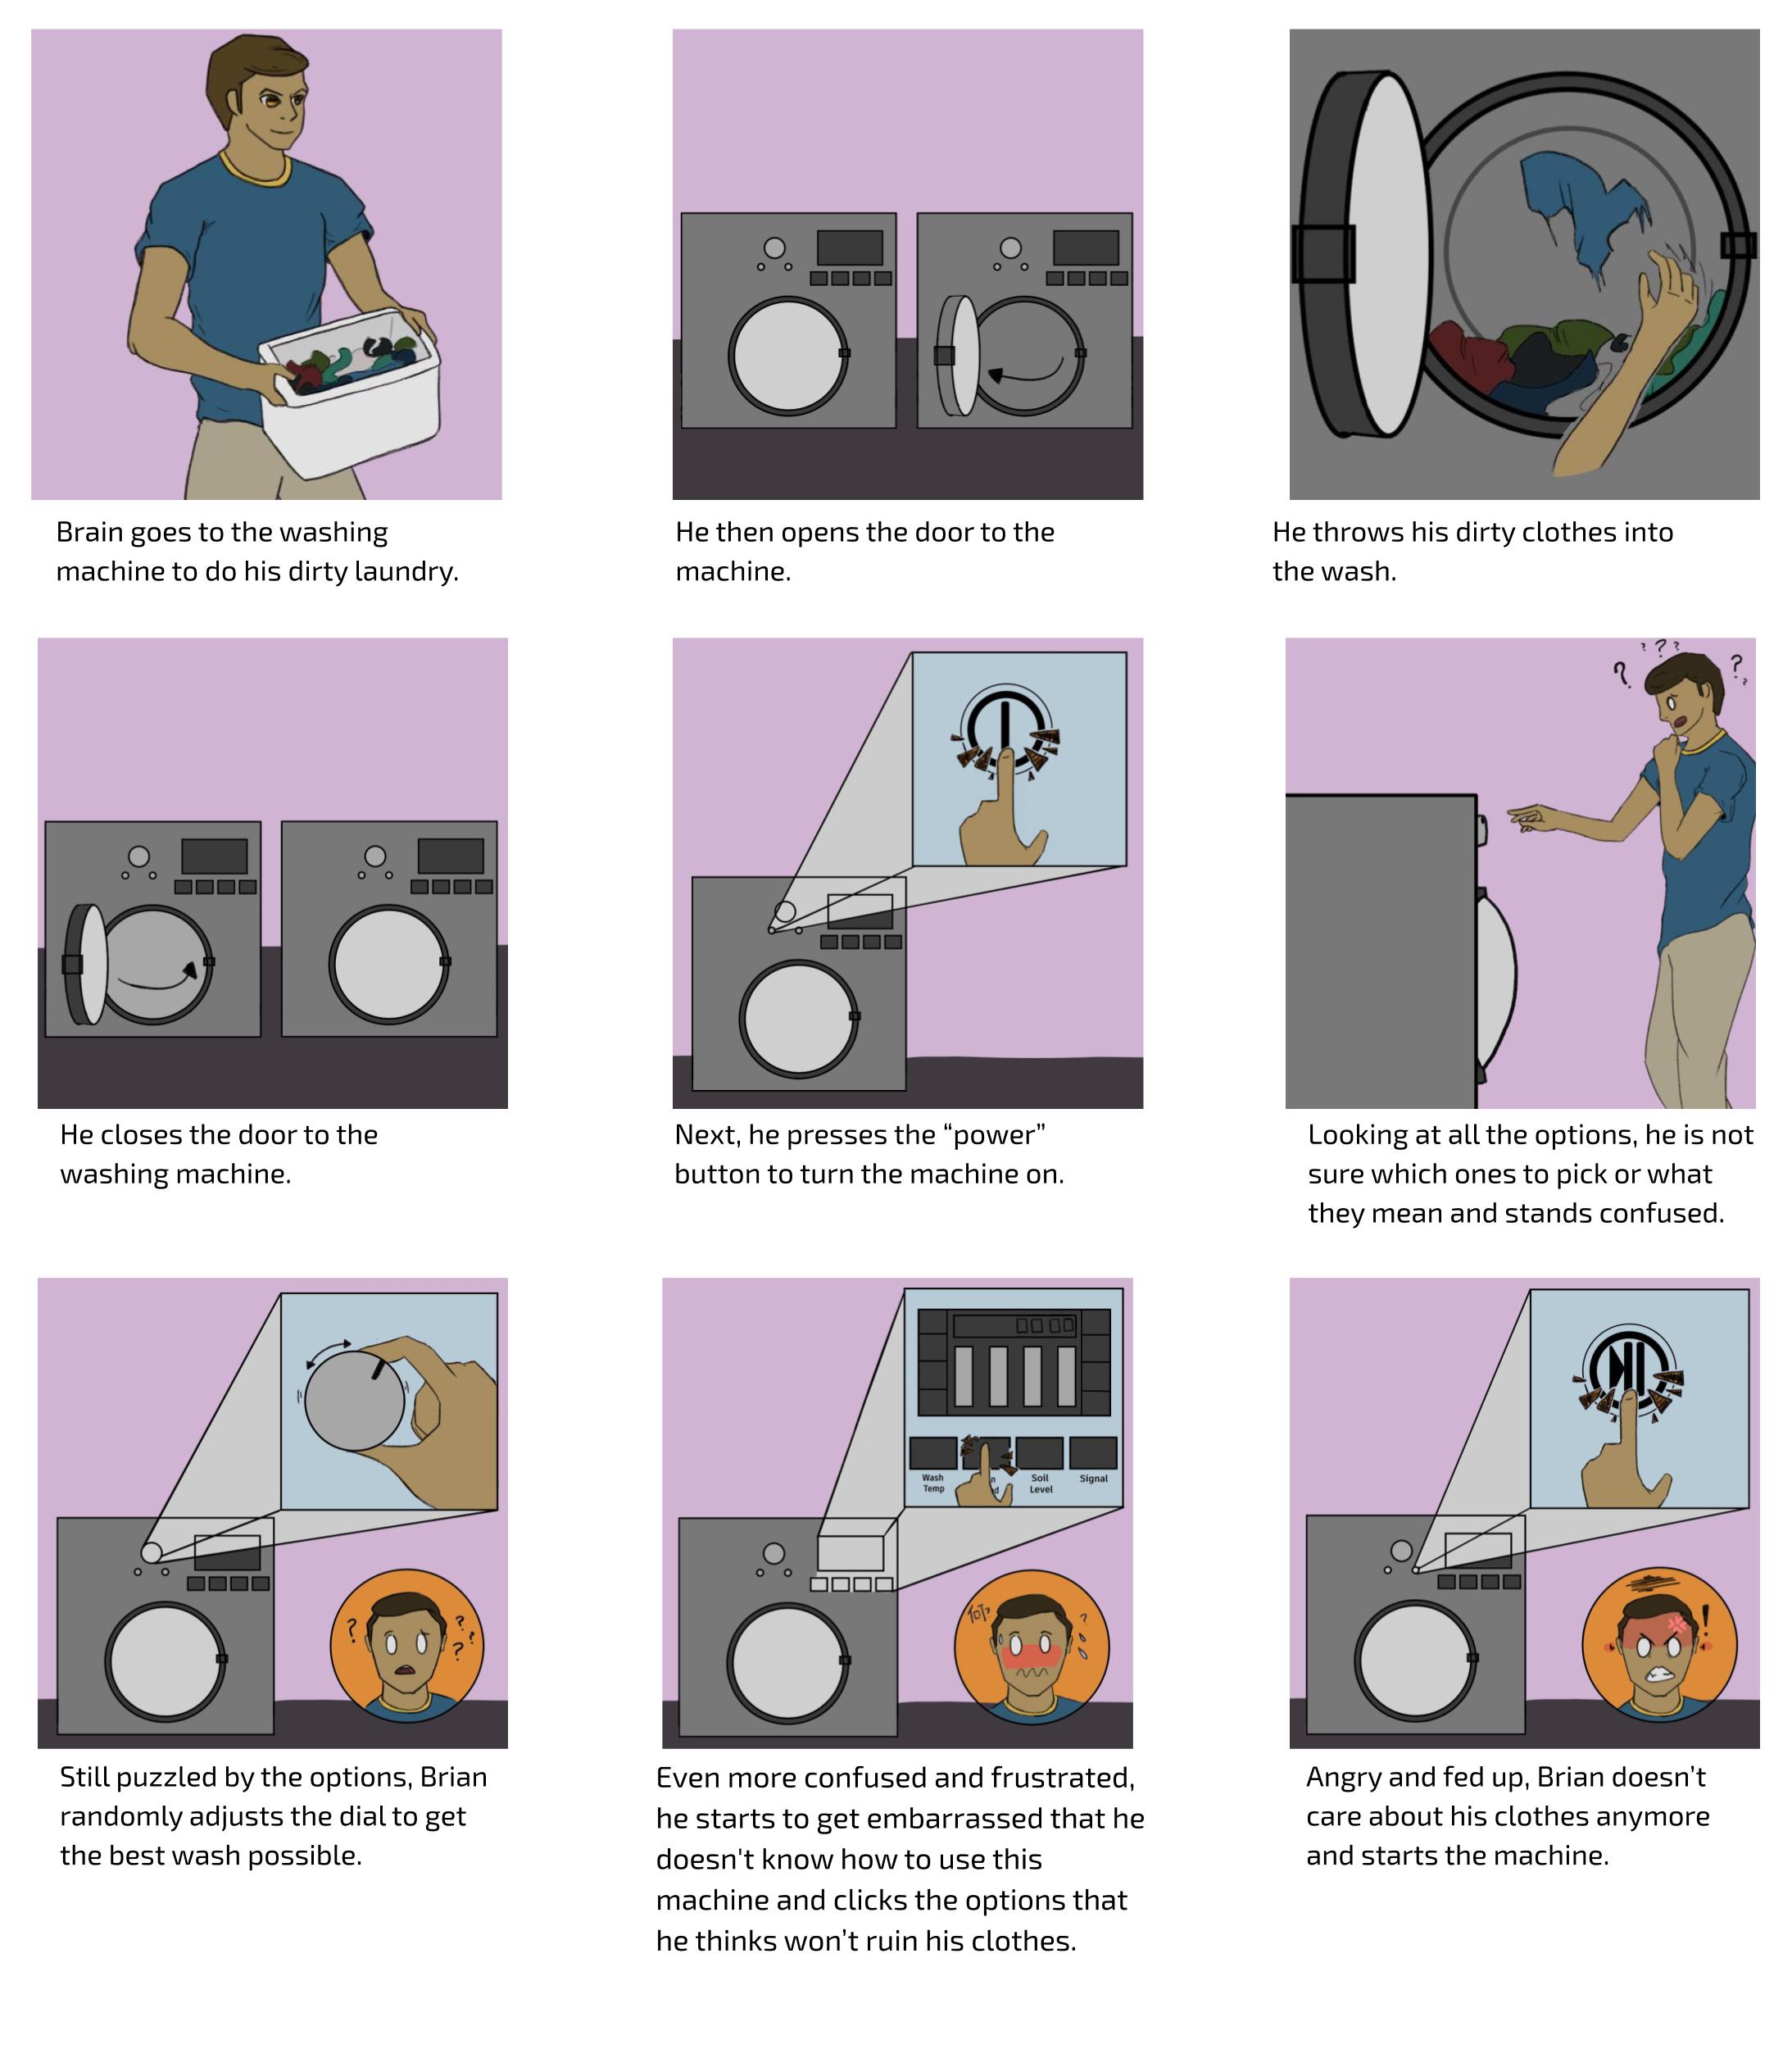 Brain goes to the washing
machine to do his dirty laundry.
He then opens the door to the
machine.
He throws his dirty clothes into
the wash.
? ? ? ? ? ?
He closes the door to the
washing machine.
Next, he presses the “power”
button to turn the machine on.
Looking at all the options, he is not
sure which ones to pick or what
they mean and stands confused.
Wash
Temp
Soil
Level
Signal
? ? ? ?
何? ?
!
Still puzzled by the options, Brian
randomly adjusts the dial to get
the best wash possible.
Even more confused and frustrated,
he starts to get embarrassed that he
doesn't know how to use this
machine and clicks the options that
he thinks won’t ruin his clothes.
Angry and fed up, Brian doesn’t
care about his clothes anymore
and starts the machine.